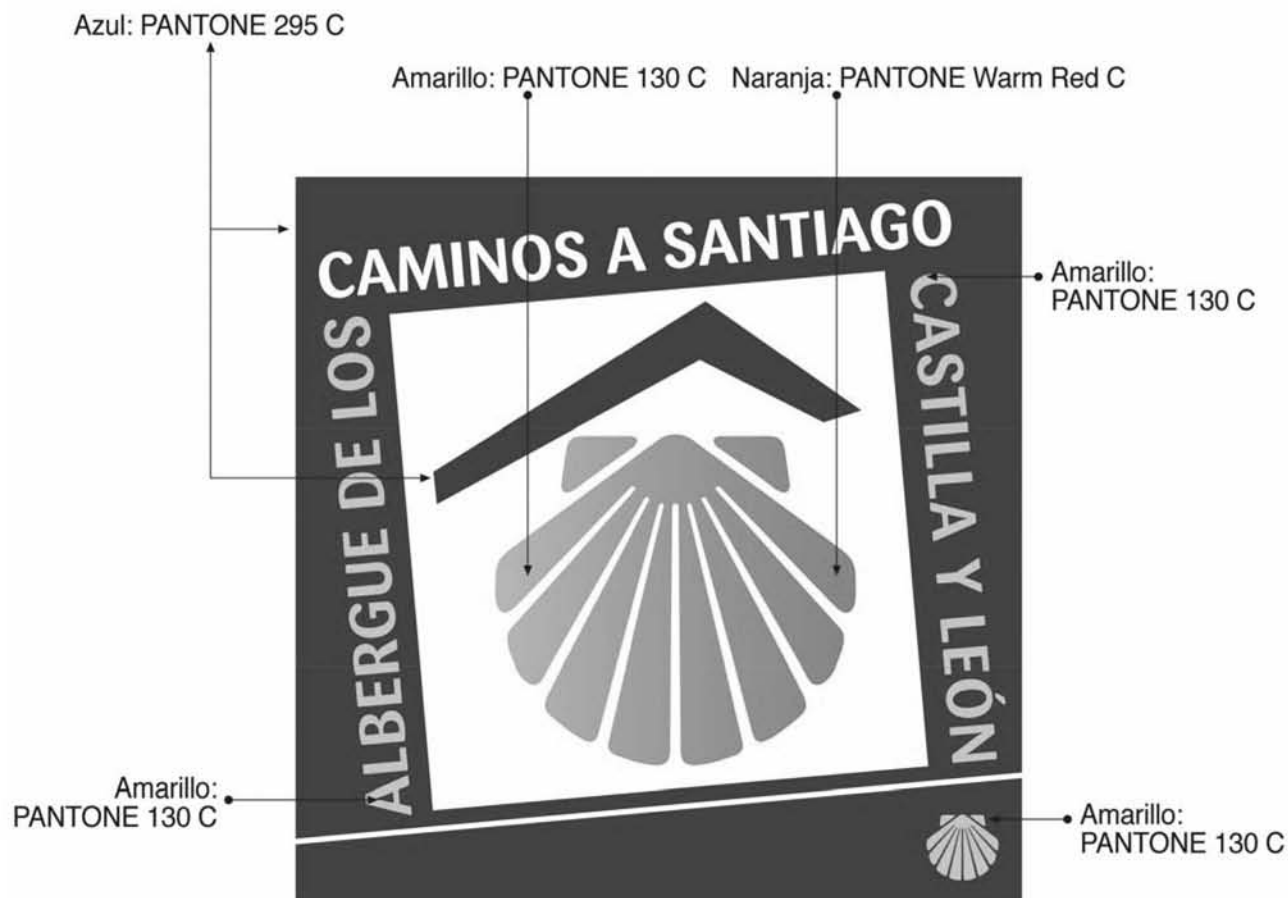 Azul: PANTONE 295 C
Amarillo: PANTONE 130 C
Naranja: PANTONE Warm Red C
CAMINOS A SANTIAGO
Amarillo:
PANTONE 130 C
ALBERGUE DE LOS
CASTILLA Y LEÓN
Amarillo:
PANTONE 130 C
Amarillo:
PANTONE 130 C